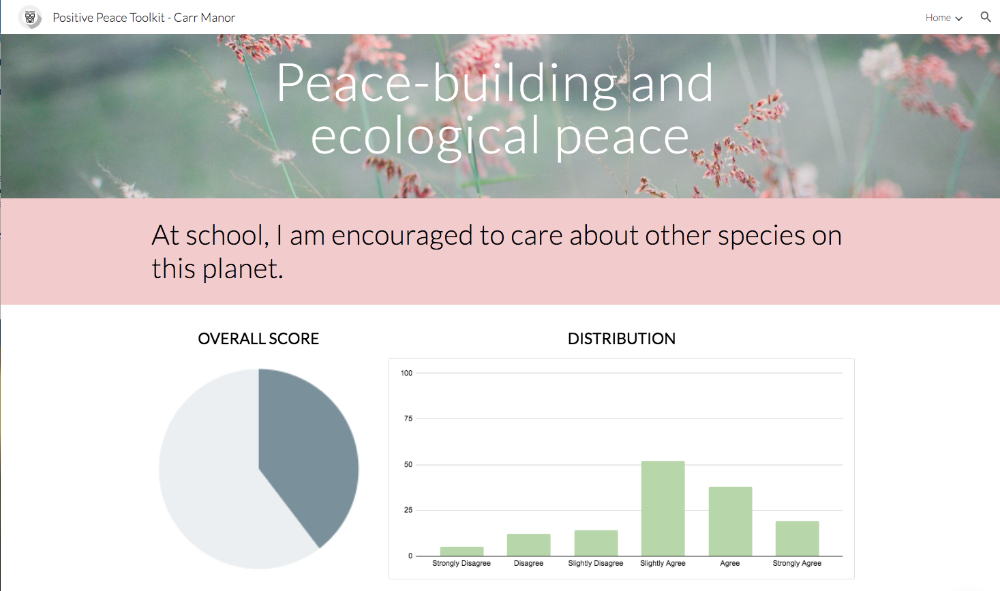 Positive Peace Toolkit - Carr Manor
Home
Peace-building and
ecological peace
At school, I am encouraged to care about other species on
this planet.
OVERALL SCORE
DISTRIBUTION
100
75
50
25
0
Strongly Disagree
Disagree
Slightly Disagree
Slightly Agree
Agree
Strongly Agree